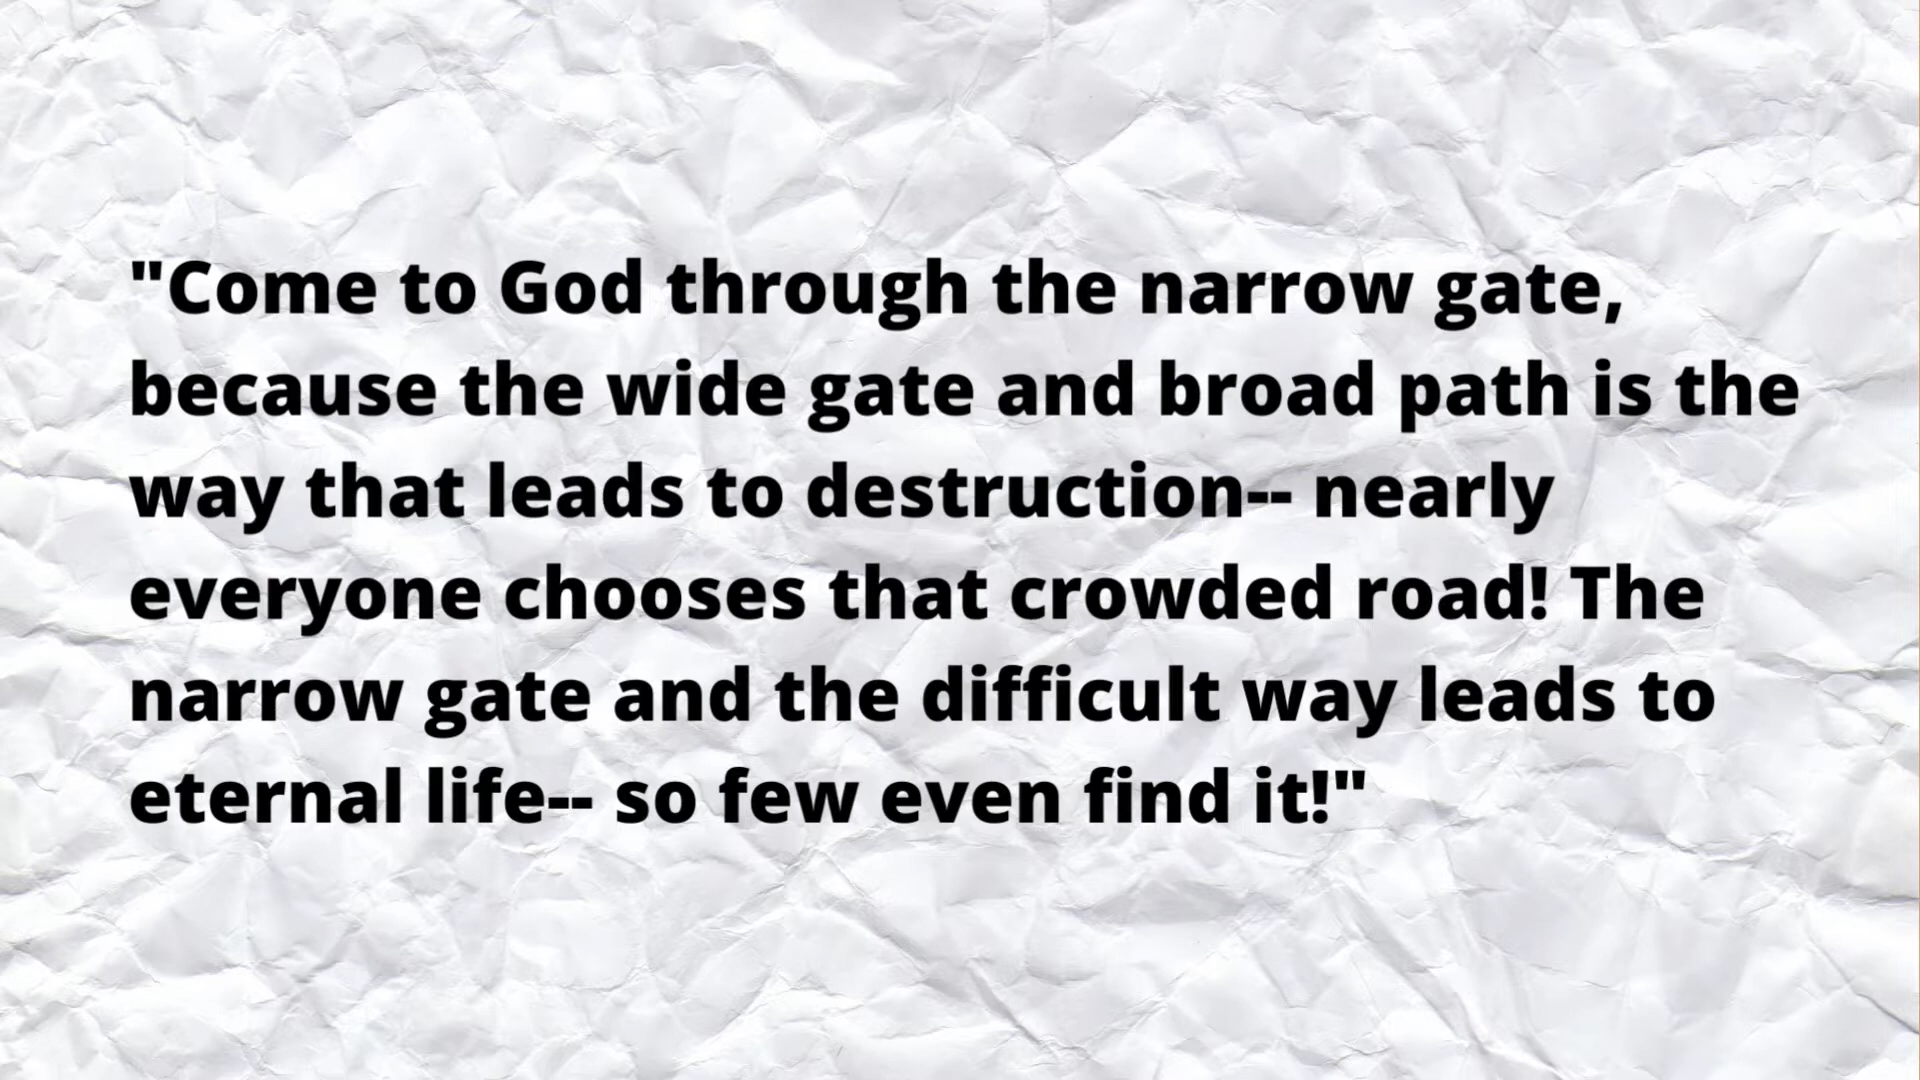 "Come to God through the narrow gate,
because the wide gate and broad path is the
way that leads to destruction-- nearly
everyone chooses that crowded road! The
narrow gate and the difficult way leads to
eternal life-- so few even find it!"